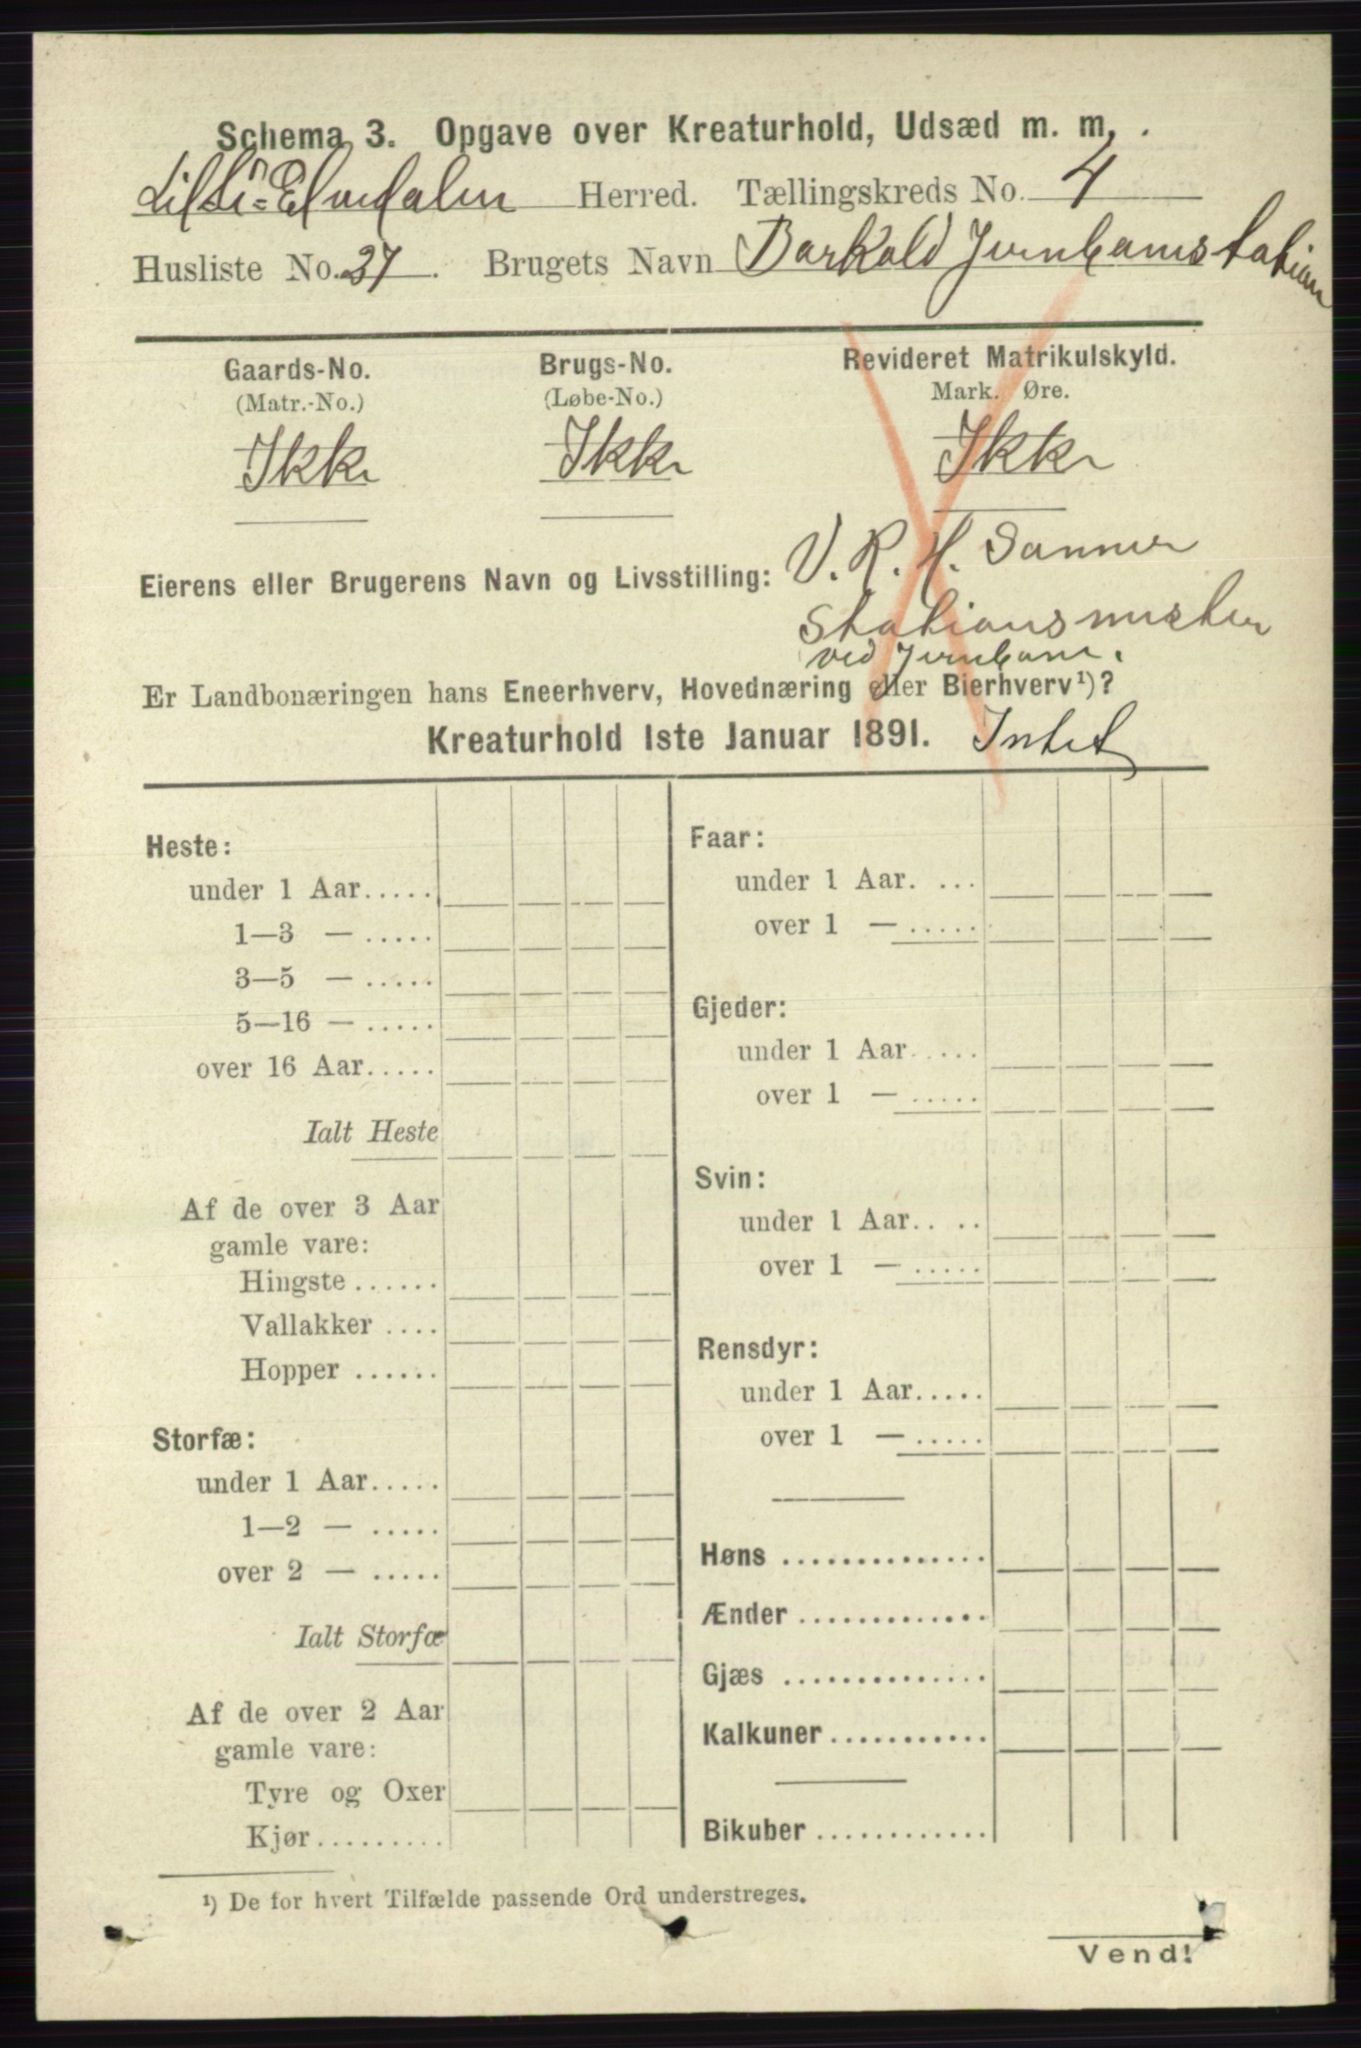 Schema 3. Opgave over Kreaturhold, Udsæd m. m. .
Lille-Elvedalen Herred. Tællingskreds No. 4
Husliste No. 37. Brugets Navn Barkald Jernbanestation
Gaards-No. Brugs-No. Revideret Matrikulskyld.
(Matr.-No.) (Løbe-No.) Mark. Øre.
Ikke Ikke Ikke
V. R. H. Sanner
Eierens eller Brugerens Navn og Livsstilling:
Stationsmester
ved Jernbane.
Er Landbonæringen hans Eneerhverv, Hovednæring eller Bierhverv¹)?
Kreaturhold 1ste Januar 1891. Intet
Heste:
under 1 Aar.....
1—3 — .....
3—5 — .....
5—16 — .....
over 16 Aar.....
Ialt Heste
Af de over 3 Aar
gamle vare:
Hingste ......
Vallakker ....
Hopper ......
Storfæ:
under 1 Aar.....
1—2 — .....
over 2 — .....
Ialt Storfæ
Af de over 2 Aar
gamle vare:
Tyre og Oxer
Kjør.........
Faar:
under 1 Aar. ...
over 1 — .....
Gjeder:
under 1 Aar.....
over 1 — .....
Svin:
under 1 Aar.. ..
over 1 — .....
Rensdyr:
under 1 Aar.....
over 1 — .....
Høns ..............
Ænder .............
Gjæs ..............
Kalkuner...........
Bikuber ............
¹) De for hvert Tilfælde passende Ord understreges.
Vend!